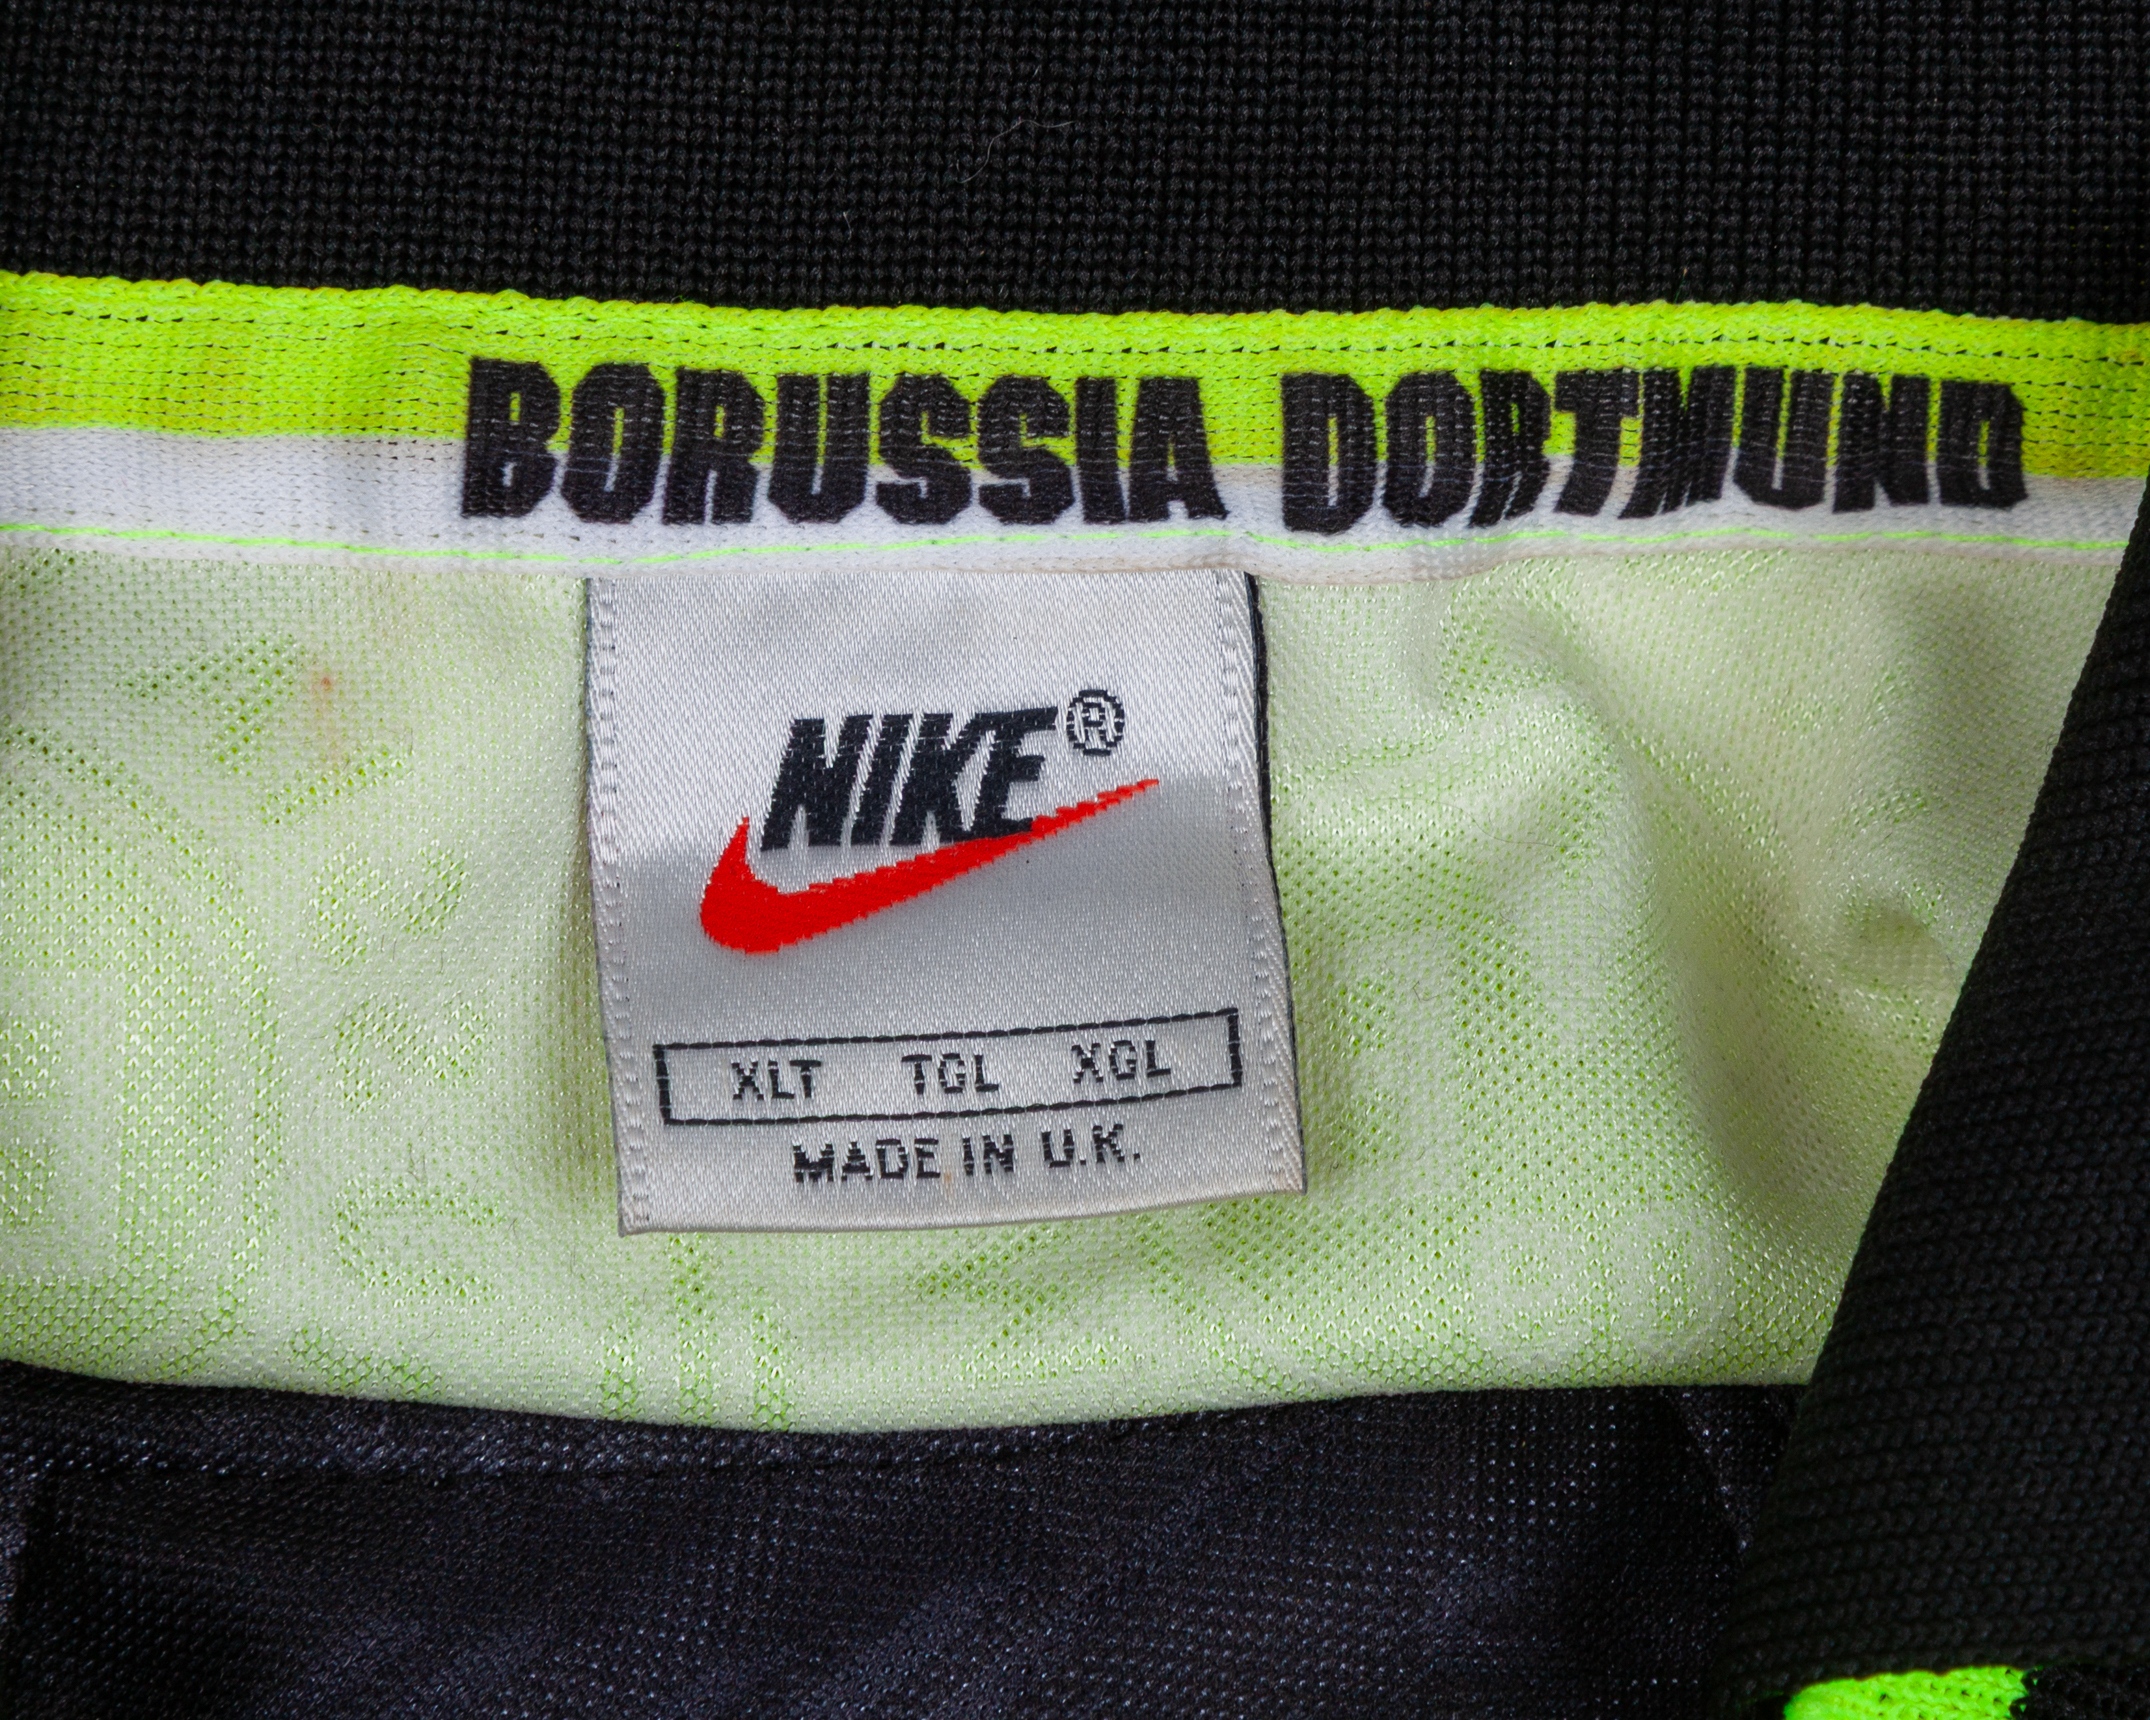 BORUSSIA DORTMUND
NIKE®
XLT TGL XGL
MADE IN U.K.